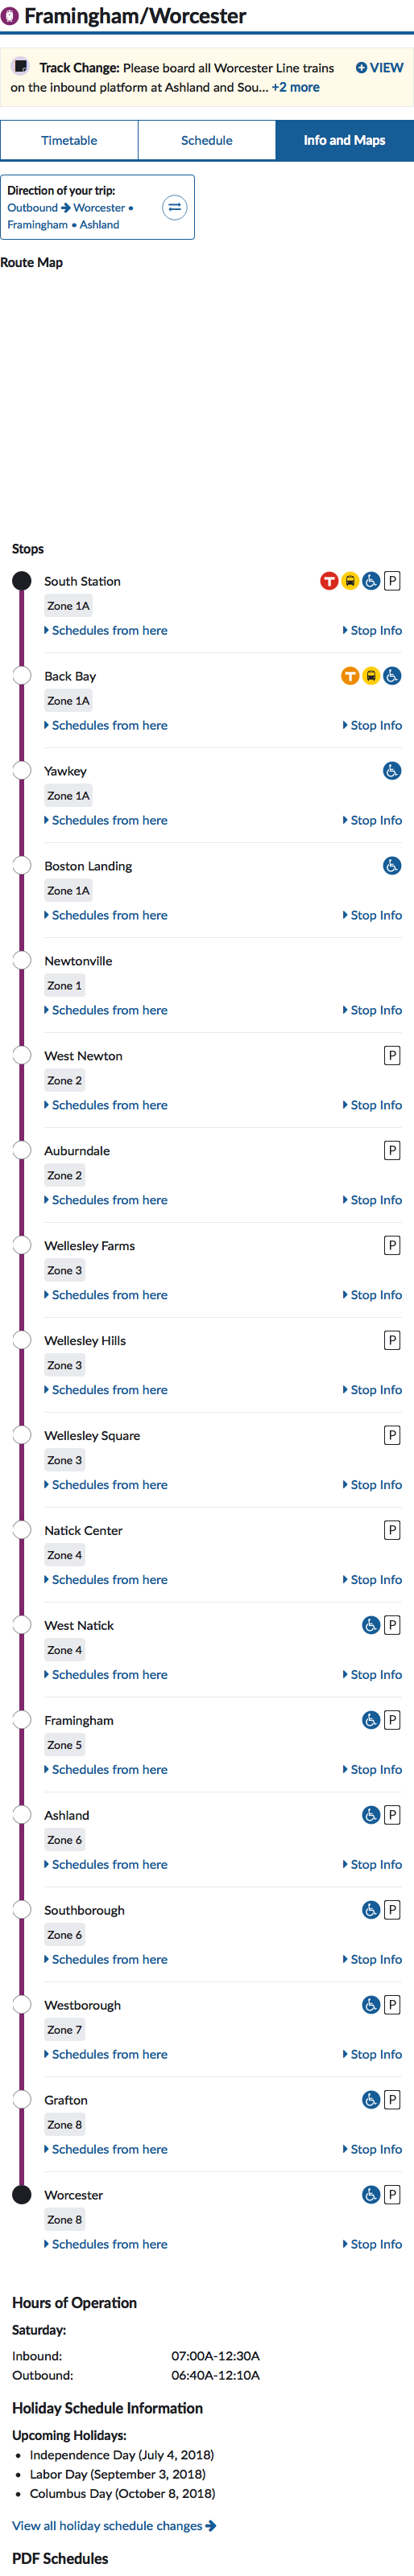 Framingham/Worcester
Track Change: Please board all Worcester Line trains VIEW
on the inbound platform at Ashland and Sou... +2 more
Timetable Schedule Info and Maps
Direction of your trip:
Outbound → Worcester •
Framingham • Ashland
Route Map
Stops
South Station T P
Zone 1A
Schedules from here Stop Info
Back Bay T
Zone 1A
Schedules from here Stop Info
Yawkey
Zone 1A
Schedules from here Stop Info
Boston Landing
Zone 1A
Schedules from here Stop Info
Newtonville
Zone 1
Schedules from here Stop Info
West Newton P
Zone 2
Schedules from here Stop Info
Auburndale P
Zone 2
Schedules from here Stop Info
Wellesley Farms P
Zone 3
Schedules from here Stop Info
Wellesley Hills P
Zone 3
Schedules from here Stop Info
Wellesley Square P
Zone 3
Schedules from here Stop Info
Natick Center P
Zone 4
Schedules from here Stop Info
West Natick P
Zone 4
Schedules from here Stop Info
Framingham P
Zone 5
Schedules from here Stop Info
Ashland P
Zone 6
Schedules from here Stop Info
Southborough P
Zone 6
Schedules from here Stop Info
Westborough P
Zone 7
Schedules from here Stop Info
Grafton P
Zone 8
Schedules from here Stop Info
Worcester P
Zone 8
Schedules from here Stop Info
Hours of Operation
Saturday:
Inbound: 07:00A-12:30A
Outbound: 06:40A-12:10A
Holiday Schedule Information
Upcoming Holidays:
• Independence Day (July 4, 2018)
• Labor Day (September 3, 2018)
• Columbus Day (October 8, 2018)
View all holiday schedule changes →
PDF Schedules